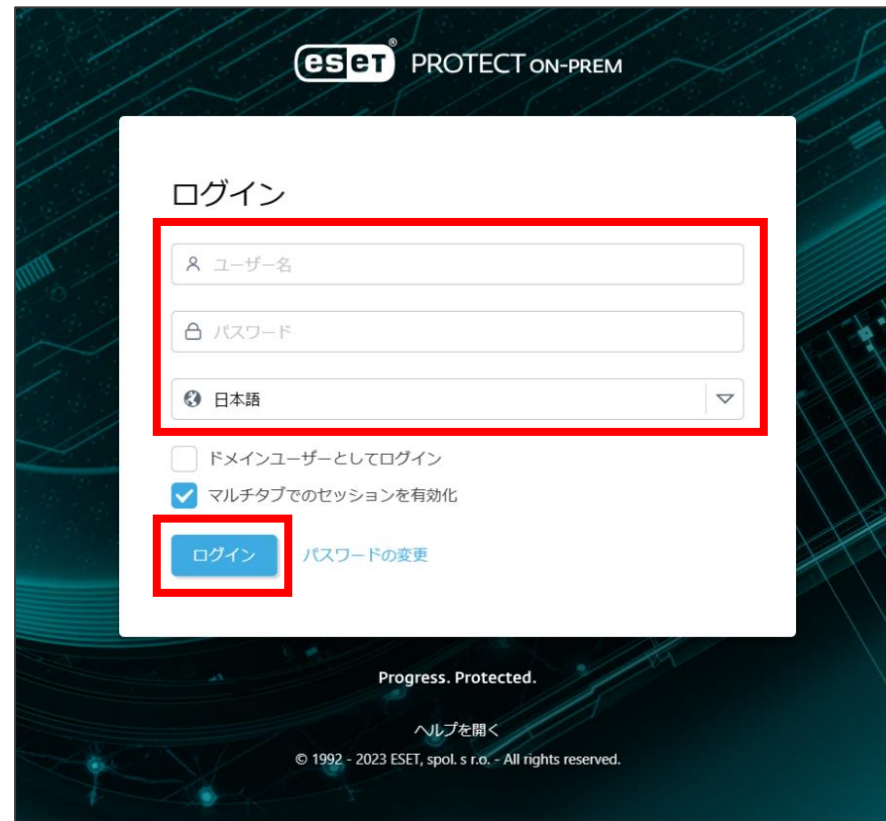 eset® PROTECT ON-PREM
ログイン
ユーザー名
パスワード
日本語
ドメインユーザーとしてログイン
マルチタブでのセッションを有効化
ログイン パスワードの変更
Progress. Protected.
ヘルプを開く
© 1992 - 2023 ESET, spol. s r.o. - All rights reserved.